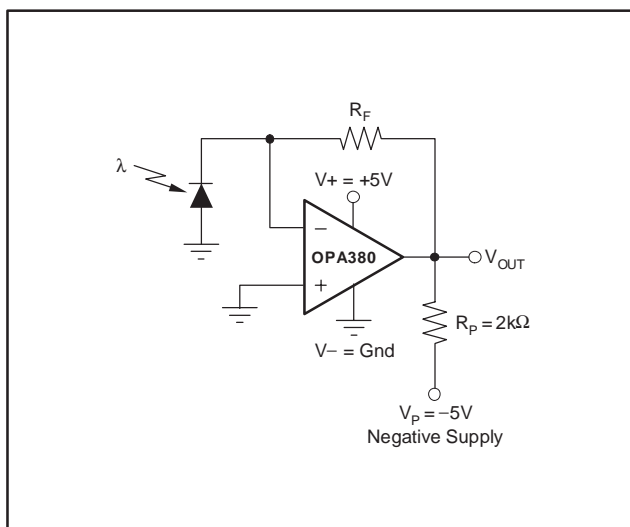 R_F
λ
V+ = +5V
−
OPA380
+
V_OUT
R_P = 2kΩ
V− = Gnd
V_P = −5V
Negative Supply